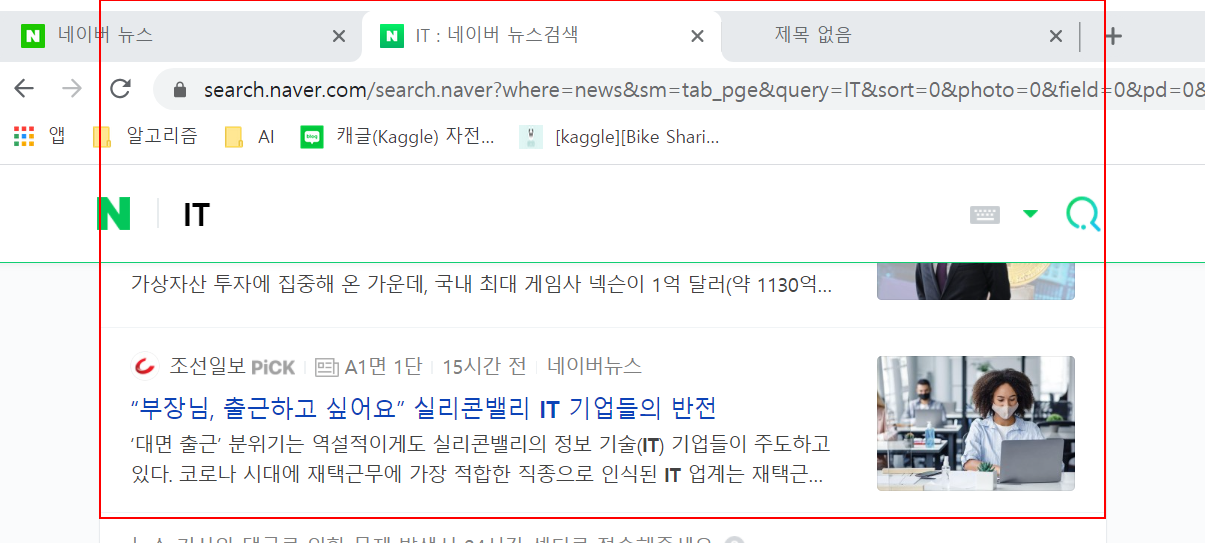 네이버 뉴스
IT : 네이버 뉴스검색
제목 없음
search.naver.com/search.naver?where=news&sm=tab_pge&query=IT&sort=0&photo=0&field=0&pd=0&
앱 알고리즘 AI blog 캐글(Kaggle) 자전... [kaggle][Bike Shari...
N IT
가상자산 투자에 집중해 온 가운데, 국내 최대 게임사 넥슨이 1억 달러(약 1130억...
조선일보 PiCK A1면 1단 15시간 전 네이버뉴스
“부장님, 출근하고 싶어요” 실리콘밸리 IT 기업들의 반전
‘대면 출근’ 분위기는 역설적이게도 실리콘밸리의 정보 기술(IT) 기업들이 주도하고
있다. 코로나 시대에 재택근무에 가장 적합한 직종으로 인식된 IT 업계는 재택근...